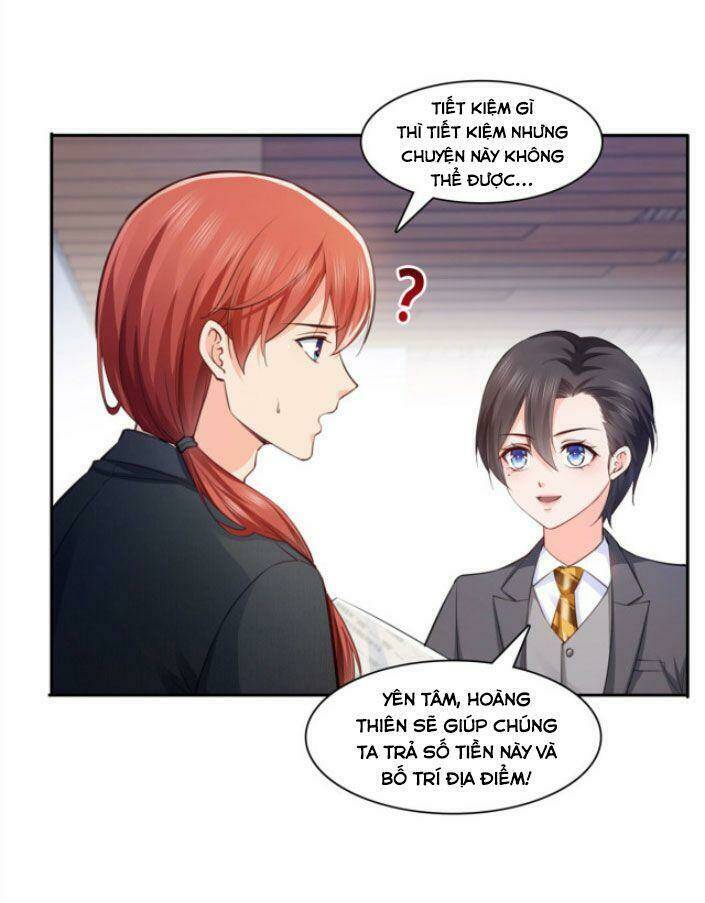 TIẾT KIỆM GÌ
THÌ TIẾT KIỆM NHƯNG
CHUYỆN NÀY KHÔNG
THỂ ĐƯỢC...
?
YÊN TÂM, HOÀNG
THIÊN SẼ GIÚP CHÚNG
TA TRẢ SỐ TIỀN NÀY VÀ
BỐ TRÍ ĐỊA ĐIỂM!